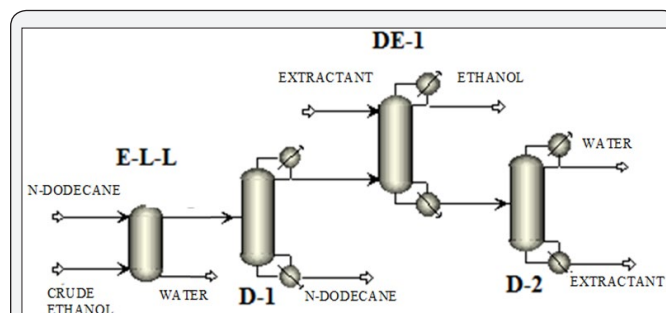 DE-1
EXTRACTANT
ETHANOL
E-L-L
WATER
N-DODECANE
CRUDE
ETHANOL
WATER
D-1
N-DODECANE
D-2
EXTRACTANT